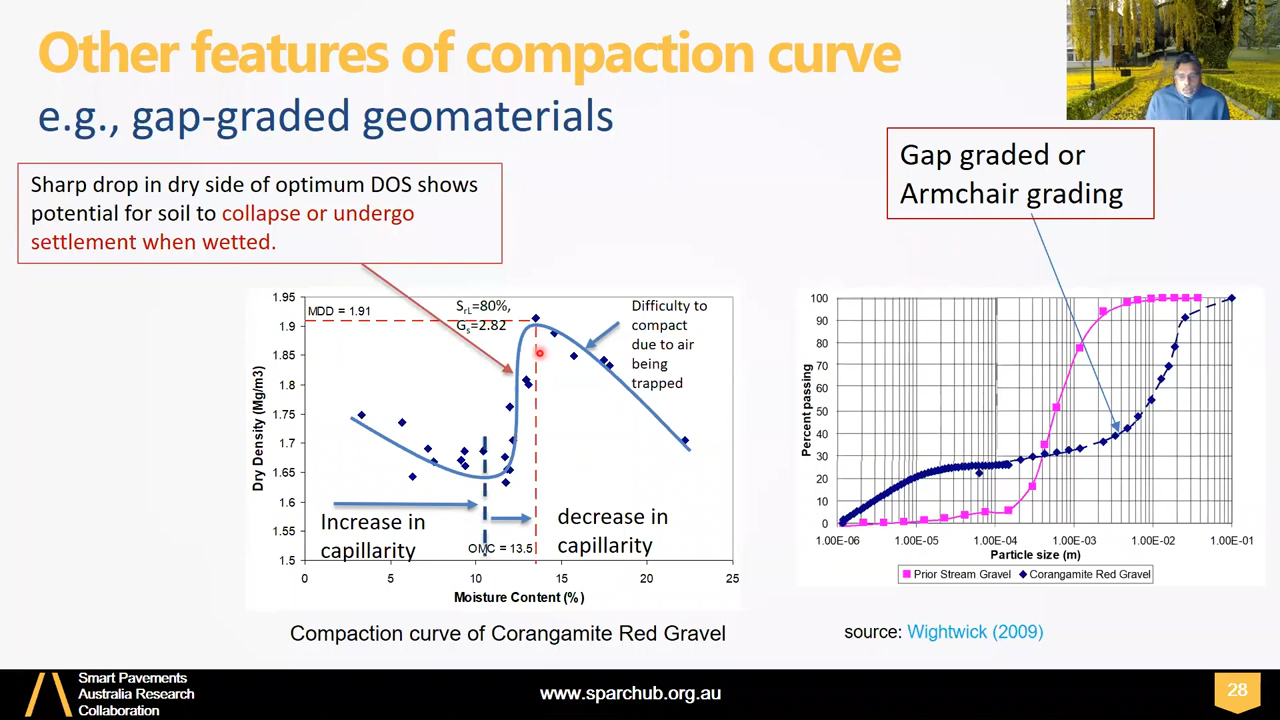 Other features of compaction curve
e.g., gap-graded geomaterials
Sharp drop in dry side of optimum DOS shows
potential for soil to collapse or undergo
settlement when wetted.
Gap graded or
Armchair grading
Dry Density (Mg/m3)
1.95
1.9
1.85
1.8
1.75
1.7
1.65
1.6
1.55
1.5
MDD = 1.91
SrL=80%,
Gs=2.82
Difficulty to
compact
due to air
being
trapped
Increase in
capillarity
decrease in
capillarity
OMC = 13.5
0 5 10 15 20 25
Moisture Content (%)
Compaction curve of Corangamite Red Gravel
Percent passing
100
90
80
70
60
50
40
30
20
10
0
1.00E-06 1.00E-05 1.00E-04 1.00E-03 1.00E-02 1.00E-01
Particle size (m)
Prior Stream Gravel Corangamite Red Gravel
source: Wightwick (2009)
Smart Pavements
Australia Research
Collaboration
www.sparchub.org.au
28